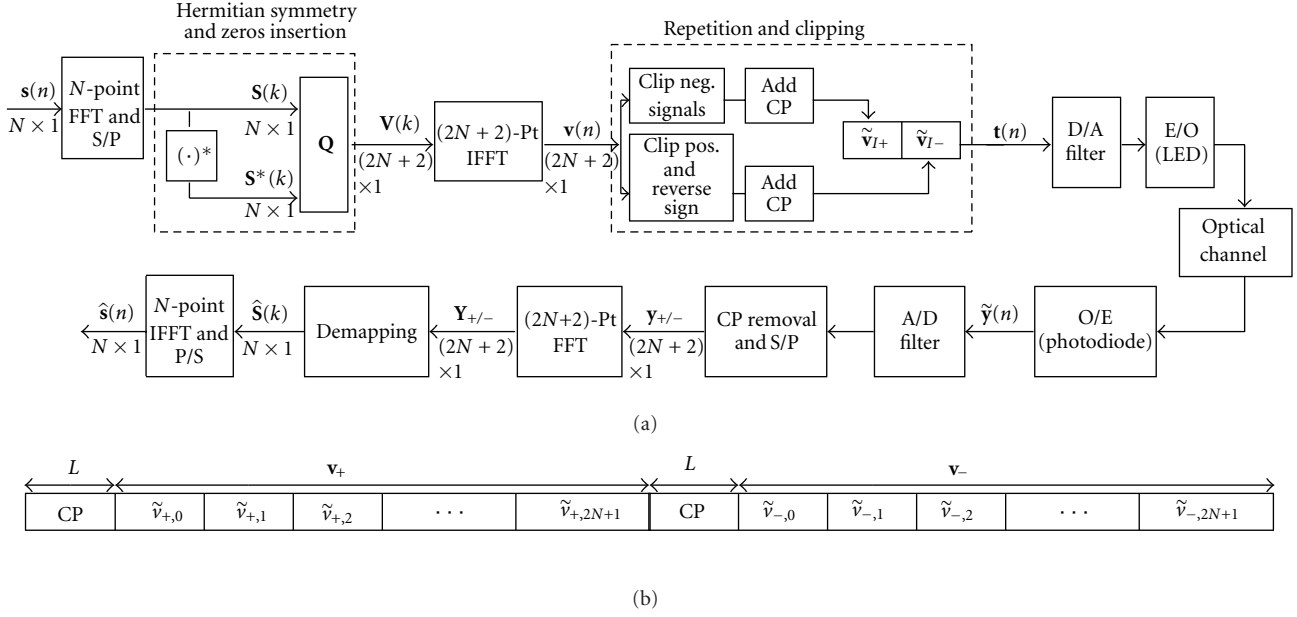 Hermitian symmetry
and zeros insertion
Repetition and clipping
s(n)
N × 1
N-point
FFT and
S/P
S(k)
N × 1
(·)*
S*(k)
N × 1
Q
V(k)
(2N + 2)
×1
(2N + 2)-Pt
IFFT
v(n)
(2N + 2)
×1
Clip neg.
signals
Add
CP
Clip pos.
and
reverse
sign
Add
CP
ṽI+
ṽI−
t(n)
D/A
filter
E/O
(LED)
Optical
channel
ŝ(n)
N × 1
N-point
IFFT and
P/S
Ŝ(k)
N × 1
Demapping
Y+/−
(2N + 2)
×1
(2N+2)-Pt
FFT
y+/−
(2N + 2)
×1
CP removal
and S/P
A/D
filter
ỹ(n)
O/E
(photodiode)
(a)
L
v+
L
v−
CP
ṽ+,0
ṽ+,1
ṽ+,2
· · ·
ṽ+,2N+1
CP
ṽ−,0
ṽ−,1
ṽ−,2
· · ·
ṽ−,2N+1
(b)